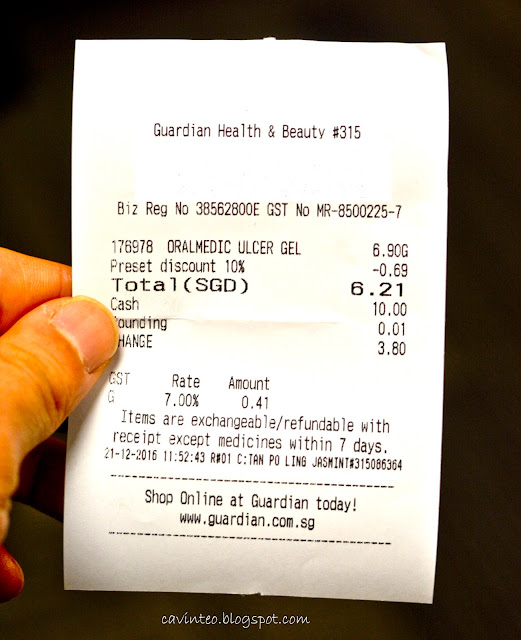 Guardian Health & Beauty #315
Biz Reg No 38562800E GST No MR-8500225-7
176978 ORALMEDIC ULCER GEL 6.90G
Preset discount 10% -0.69
Total(SGD) 6.21
Cash 10.00
ounding 0.01
HANGE 3.80
GST Rate Amount
G 7.00% 0.41
Items are exchangeable/refundable with
receipt except medicines within 7 days.
21-12-2016 11:52:43 R#01 C:TAN PO LING JASMINT#315086364
Shop Online at Guardian today!
www.guardian.com.sg
cavinteo.blogspot.com